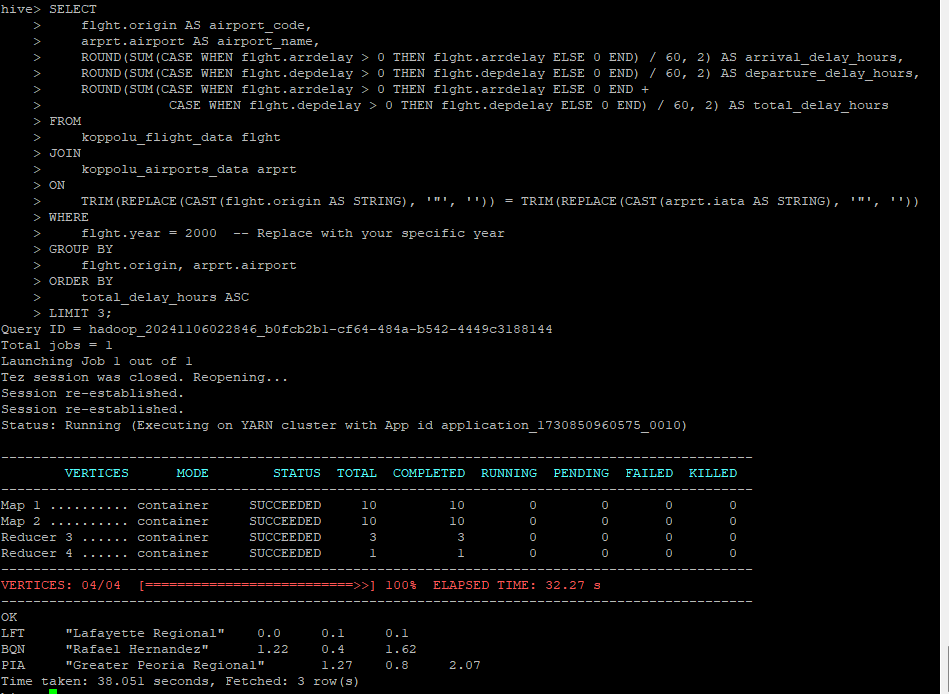 hive> SELECT
    >     flght.origin AS airport_code,
    >     arprt.airport AS airport_name,
    >     ROUND(SUM(CASE WHEN flght.arrdelay > 0 THEN flght.arrdelay ELSE 0 END) / 60, 2) AS arrival_delay_hours,
    >     ROUND(SUM(CASE WHEN flght.depdelay > 0 THEN flght.depdelay ELSE 0 END) / 60, 2) AS departure_delay_hours,
    >     ROUND(SUM(CASE WHEN flght.arrdelay > 0 THEN flght.arrdelay ELSE 0 END +
    >                CASE WHEN flght.depdelay > 0 THEN flght.depdelay ELSE 0 END) / 60, 2) AS total_delay_hours
    > FROM
    >     koppolu_flight_data flght
    > JOIN
    >     koppolu_airports_data arprt
    > ON
    >     TRIM(REPLACE(CAST(flght.origin AS STRING), '"', '')) = TRIM(REPLACE(CAST(arprt.iata AS STRING), '"', ''))
    > WHERE
    >     flght.year = 2000  -- Replace with your specific year
    > GROUP BY
    >     flght.origin, arprt.airport
    > ORDER BY
    >     total_delay_hours ASC
    > LIMIT 3;
Query ID = hadoop_20241106022846_b0fcb2b1-cf64-484a-b542-4449c3188144
Total jobs = 1
Launching Job 1 out of 1
Tez session was closed. Reopening...
Session re-established.
Session re-established.
Status: Running (Executing on YARN cluster with App id application_1730850960575_0010)
----------------------------------------------------------------------------------------------
        VERTICES      MODE        STATUS  TOTAL  COMPLETED  RUNNING  PENDING  FAILED  KILLED
----------------------------------------------------------------------------------------------
Map 1 .......... container     SUCCEEDED     10         10        0        0       0       0
Map 2 .......... container     SUCCEEDED     10         10        0        0       0       0
Reducer 3 ...... container     SUCCEEDED      3          3        0        0       0       0
Reducer 4 ...... container     SUCCEEDED      1          1        0        0       0       0
----------------------------------------------------------------------------------------------
VERTICES: 04/04  [==========================>>] 100%  ELAPSED TIME: 32.27 s
----------------------------------------------------------------------------------------------
OK
LFT     "Lafayette Regional"    0.0     0.1     0.1
BQN     "Rafael Hernandez"      1.22    0.4     1.62
PIA     "Greater Peoria Regional"       1.27    0.8     2.07
Time taken: 38.051 seconds, Fetched: 3 row(s)